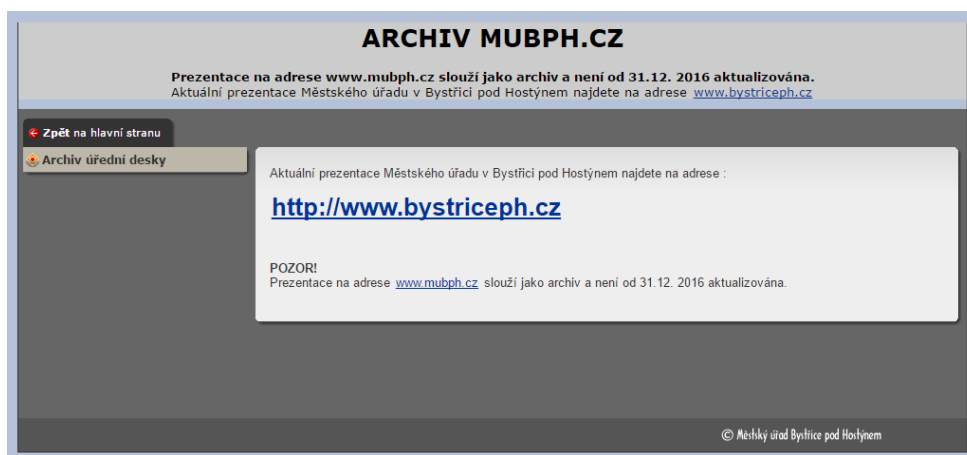 ARCHIV MUBPH.CZ
Prezentace na adrese www.mubph.cz slouží jako archiv a není od 31.12. 2016 aktualizována.
Aktuální prezentace Městského úřadu v Bystřici pod Hostýnem najdete na adrese www.bystriceph.cz
Zpět na hlavní stranu
Archiv úřední desky
Aktuální prezentace Městského úřadu v Bystřici pod Hostýnem najdete na adrese :
http://www.bystriceph.cz
POZOR!
Prezentace na adrese www.mubph.cz slouží jako archiv a není od 31.12. 2016 aktualizována.
© Městský úřad Bystřice pod Hostýnem